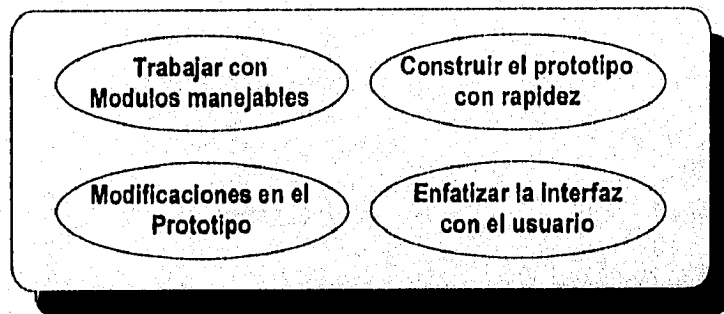 Trabajar con
Modulos manejables
Construir el prototipo
con rapidez
Modificaciones en el
Prototipo
Enfatizar la interfaz
con el usuario